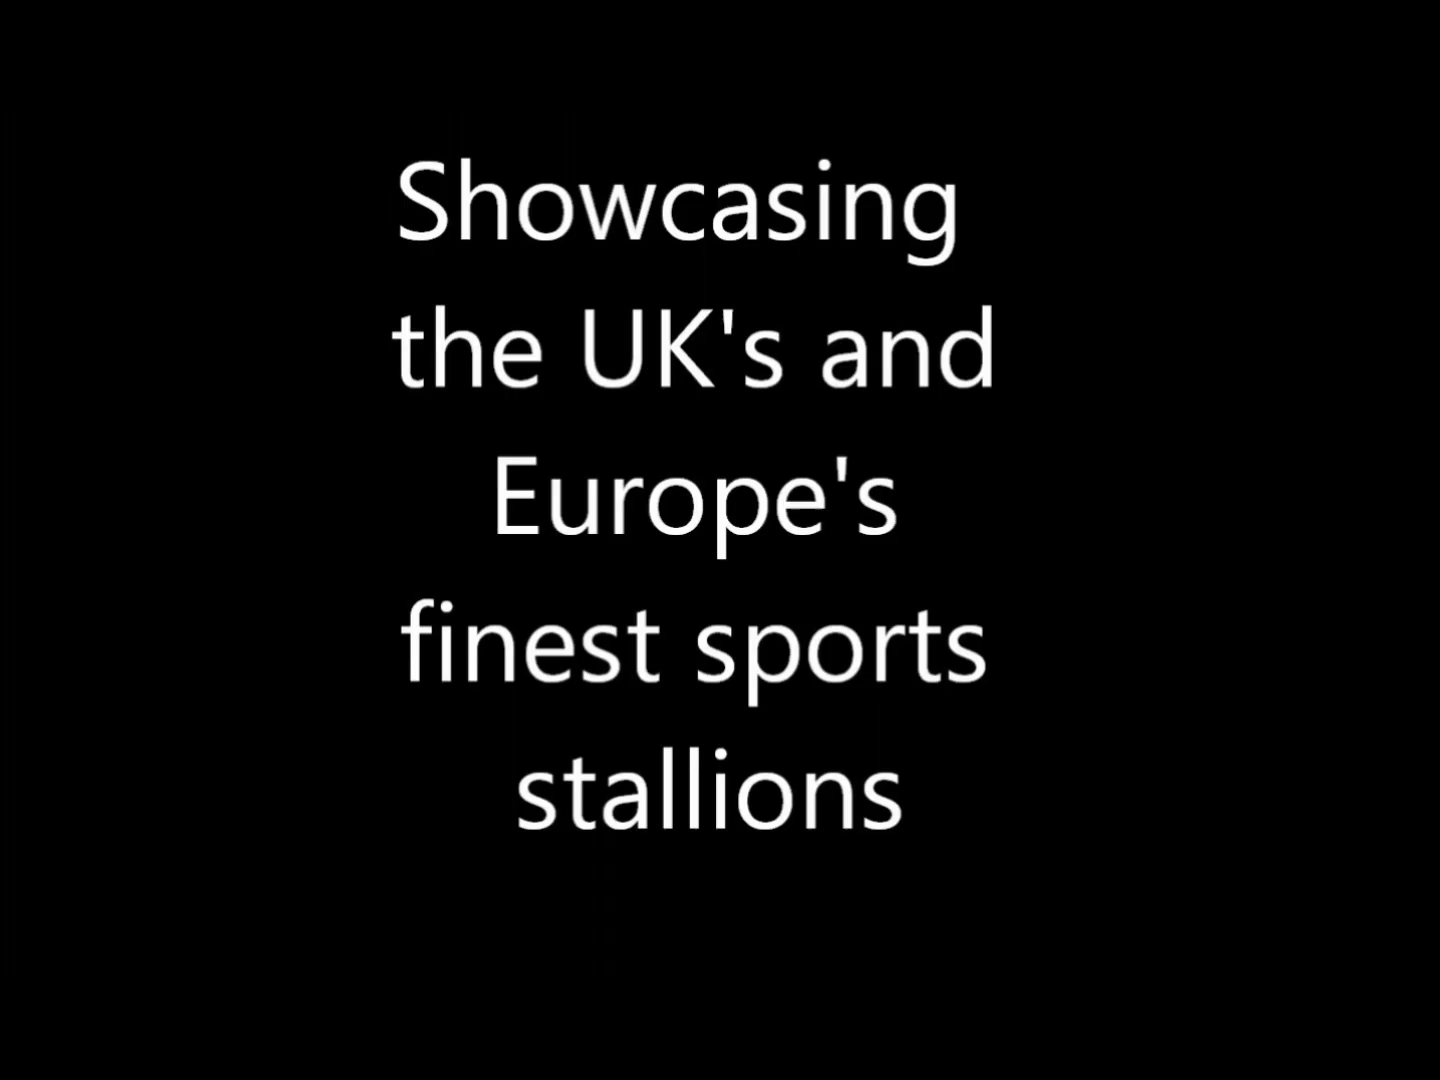 Showcasing
the UK's and
Europe's
finest sports
stallions